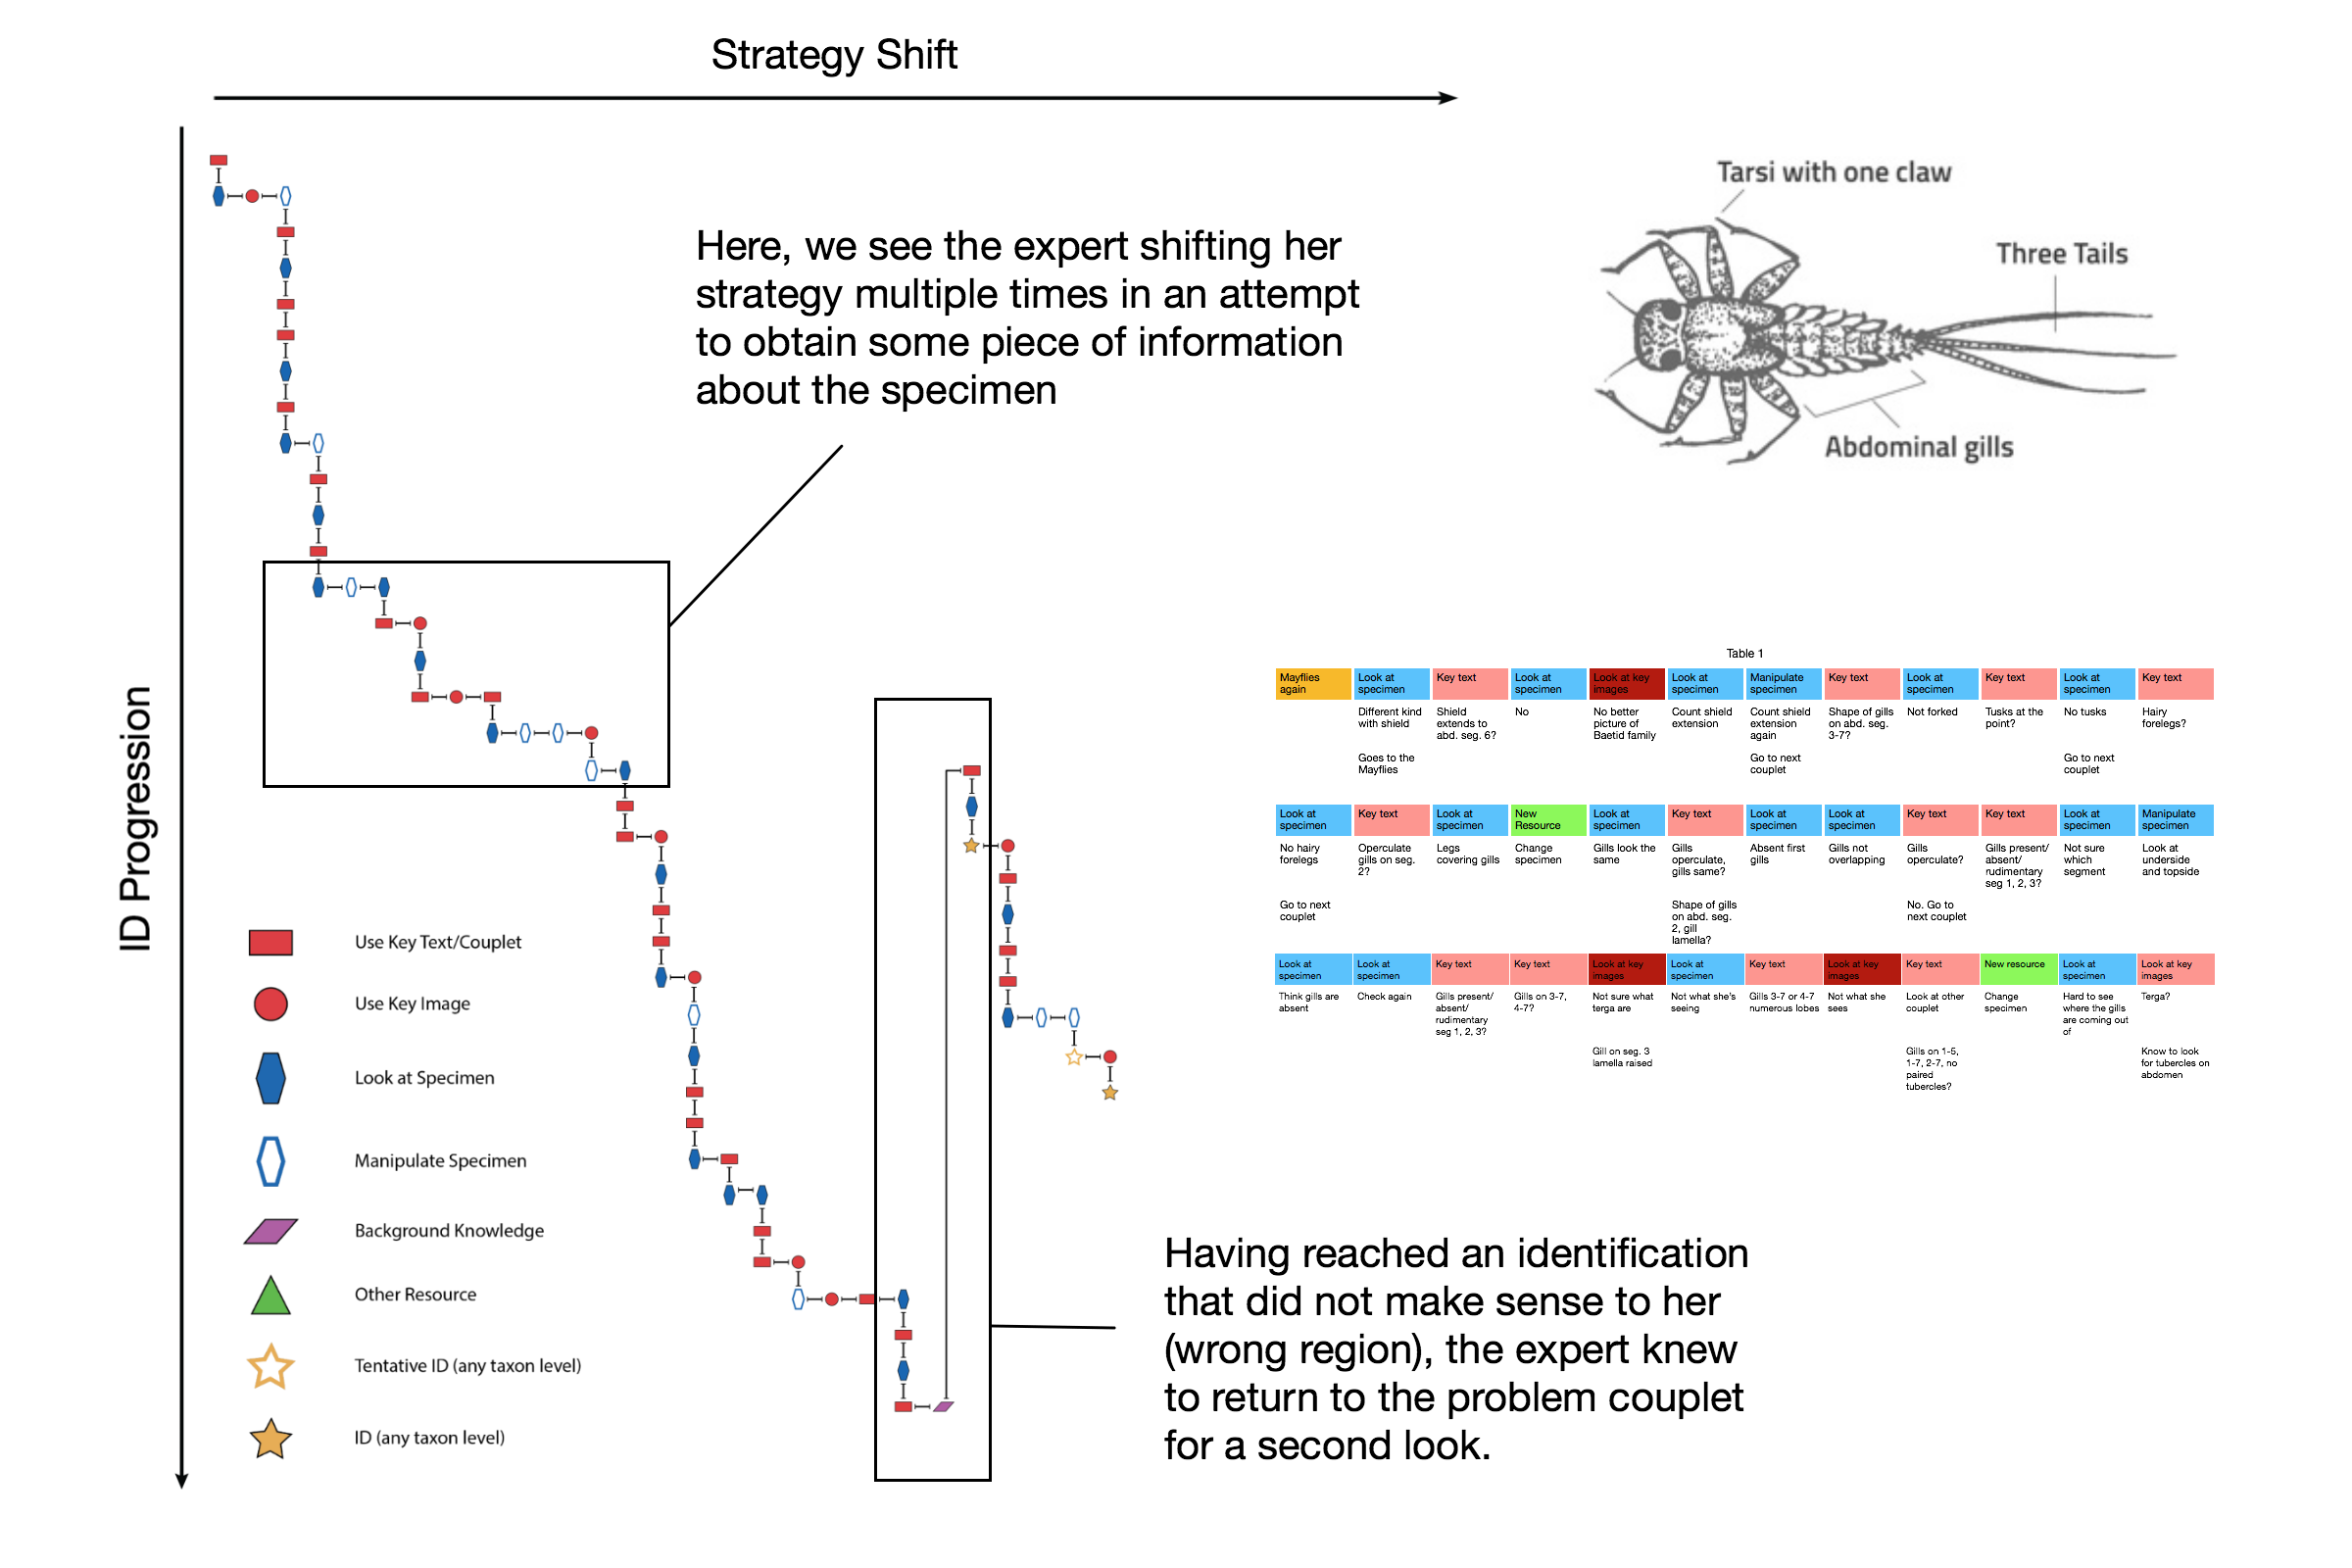 Strategy Shift
ID Progression
Here, we see the expert shifting her
strategy multiple times in an attempt
to obtain some piece of information
about the specimen
Tarsi with one claw
Three Tails
Abdominal gills
Use Key Text/Couplet
Use Key Image
Look at Specimen
Manipulate Specimen
Background Knowledge
Other Resource
Tentative ID (any taxon level)
ID (any taxon level)
Table 1
Mayflies again
Look at specimen
Key text
Look at specimen
Look at key images
Look at specimen
Manipulate specimen
Key text
Look at specimen
Key text
Look at specimen
Key text
Different kind with shield
Shield extends to abd. seg. 6?
No
No better picture of Baetid family
Count shield extension
Count shield extension again
Shape of gills on abd. seg. 3-7?
Not forked
Tusks at the point?
No tusks
Hairy forelegs?
Goes to the Mayflies
Go to next couplet
Go to next couplet
Look at specimen
Key text
Look at specimen
New Resource
Look at specimen
Key text
Look at specimen
Look at specimen
Key text
Key text
Look at specimen
Manipulate specimen
No hairy forelegs
Operculate gills on seg. 2?
Legs covering gills
Change specimen
Gills look the same
Gills operculate, gills same?
Absent first gills
Gills not overlapping
Gills operculate?
Gills present/ absent/ rudimentary seg 1, 2, 3?
Not sure which segment
Look at underside and topside
Go to next couplet
Shape of gills on abd. seg. 2, gill lamella?
No. Go to next couplet
Look at specimen
Look at specimen
Key text
Key text
Look at key images
Look at specimen
Key text
Look at key images
Key text
New resource
Look at specimen
Look at key images
Think gills are absent
Check again
Gills present/ absent/ rudimentary seg 1, 2, 3?
Gills on 3-7, 4-7?
Not sure what terga are
Not what she's seeing
Gills 3-7 or 4-7 numerous lobes
Not what she sees
Look at other couplet
Change specimen
Hard to see where the gills are coming out of
Terga?
Gill on seg. 3 lamella raised
Gills on 1-5, 1-7, 2-7, no paired tubercles?
Know to look for tubercles on abdomen
Having reached an identification
that did not make sense to her
(wrong region), the expert knew
to return to the problem couplet
for a second look.